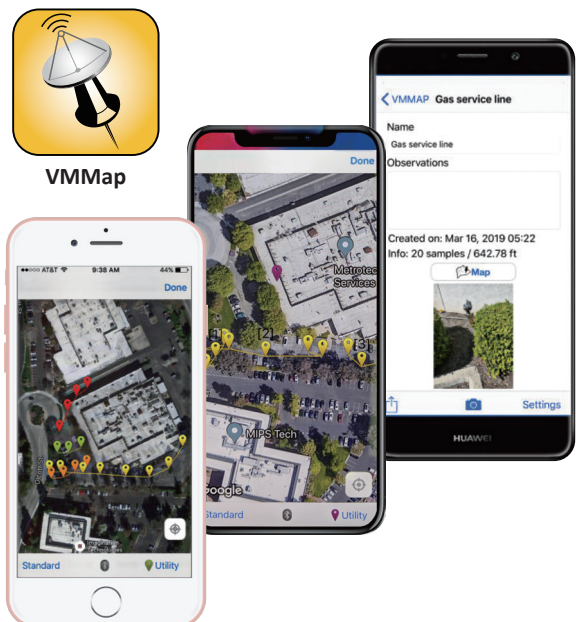 VMMap
AT&T 9:38 AM 44%
Done
Standard
Utility
Done
Metrotec
Services
[1]
[2]
[3]
MIPS Tech
Google
Standard
Utility
VMMAP Gas service line
Name
Gas service line
Observations
Created on: Mar 16, 2019 05:22
Info: 20 samples / 642.78 ft
Map
Settings
HUAWEI